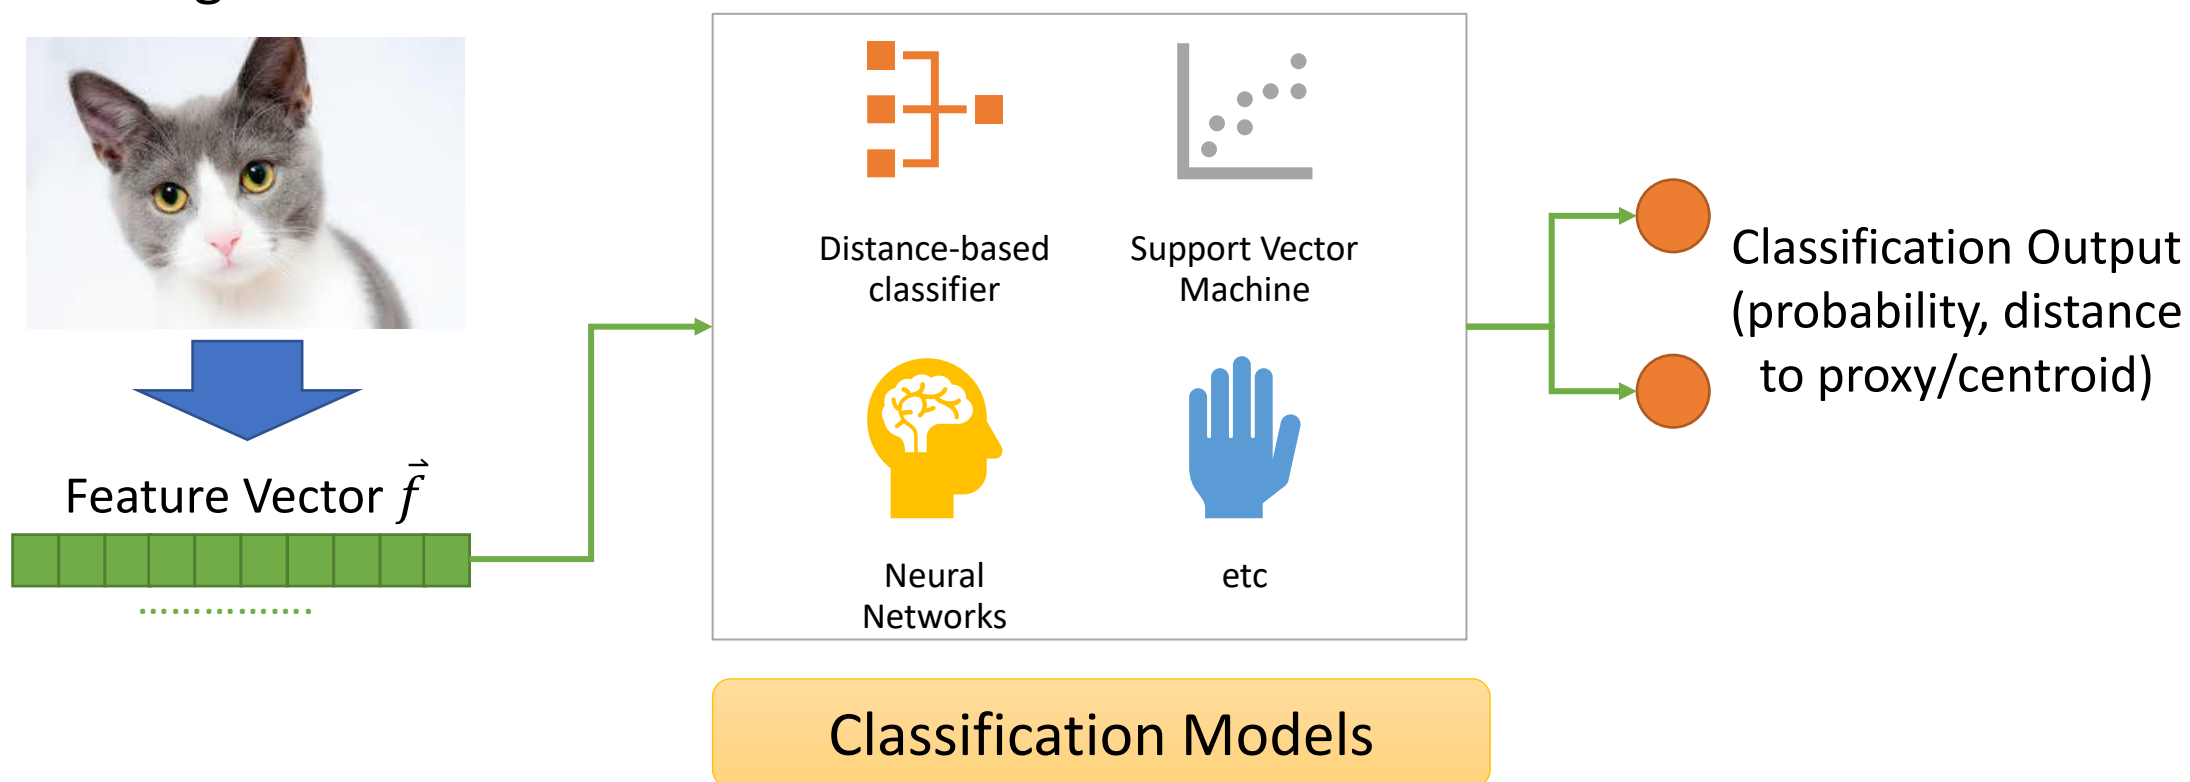 Feature Vector f⃗
Distance-based
classifier
Support Vector
Machine
Neural
Networks
etc
Classification Models
Classification Output
(probability, distance
to proxy/centroid)